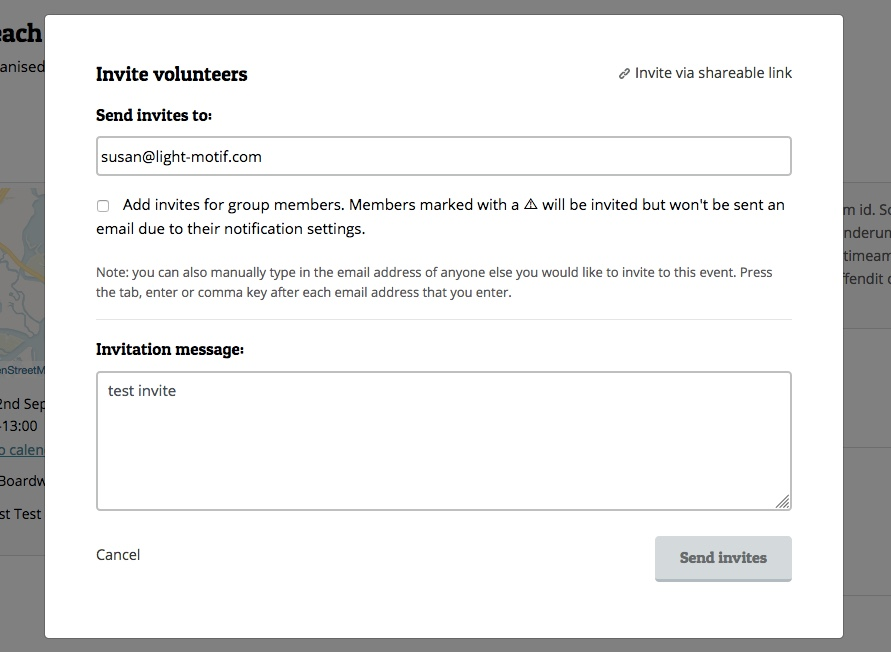 each
anised
Invite volunteers
Invite via shareable link
Send invites to:
susan@light-motif.com
Add invites for group members. Members marked with a ⚠ will be invited but won't be sent an
email due to their notification settings.
Note: you can also manually type in the email address of anyone else you would like to invite to this event. Press
the tab, enter or comma key after each email address that you enter.
Invitation message:
test invite
Cancel
Send invites
nStreetM
2nd Sep
-13:00
o calen
Boardw
st Test
m id. Sc
nderun
timeam
ffendit c